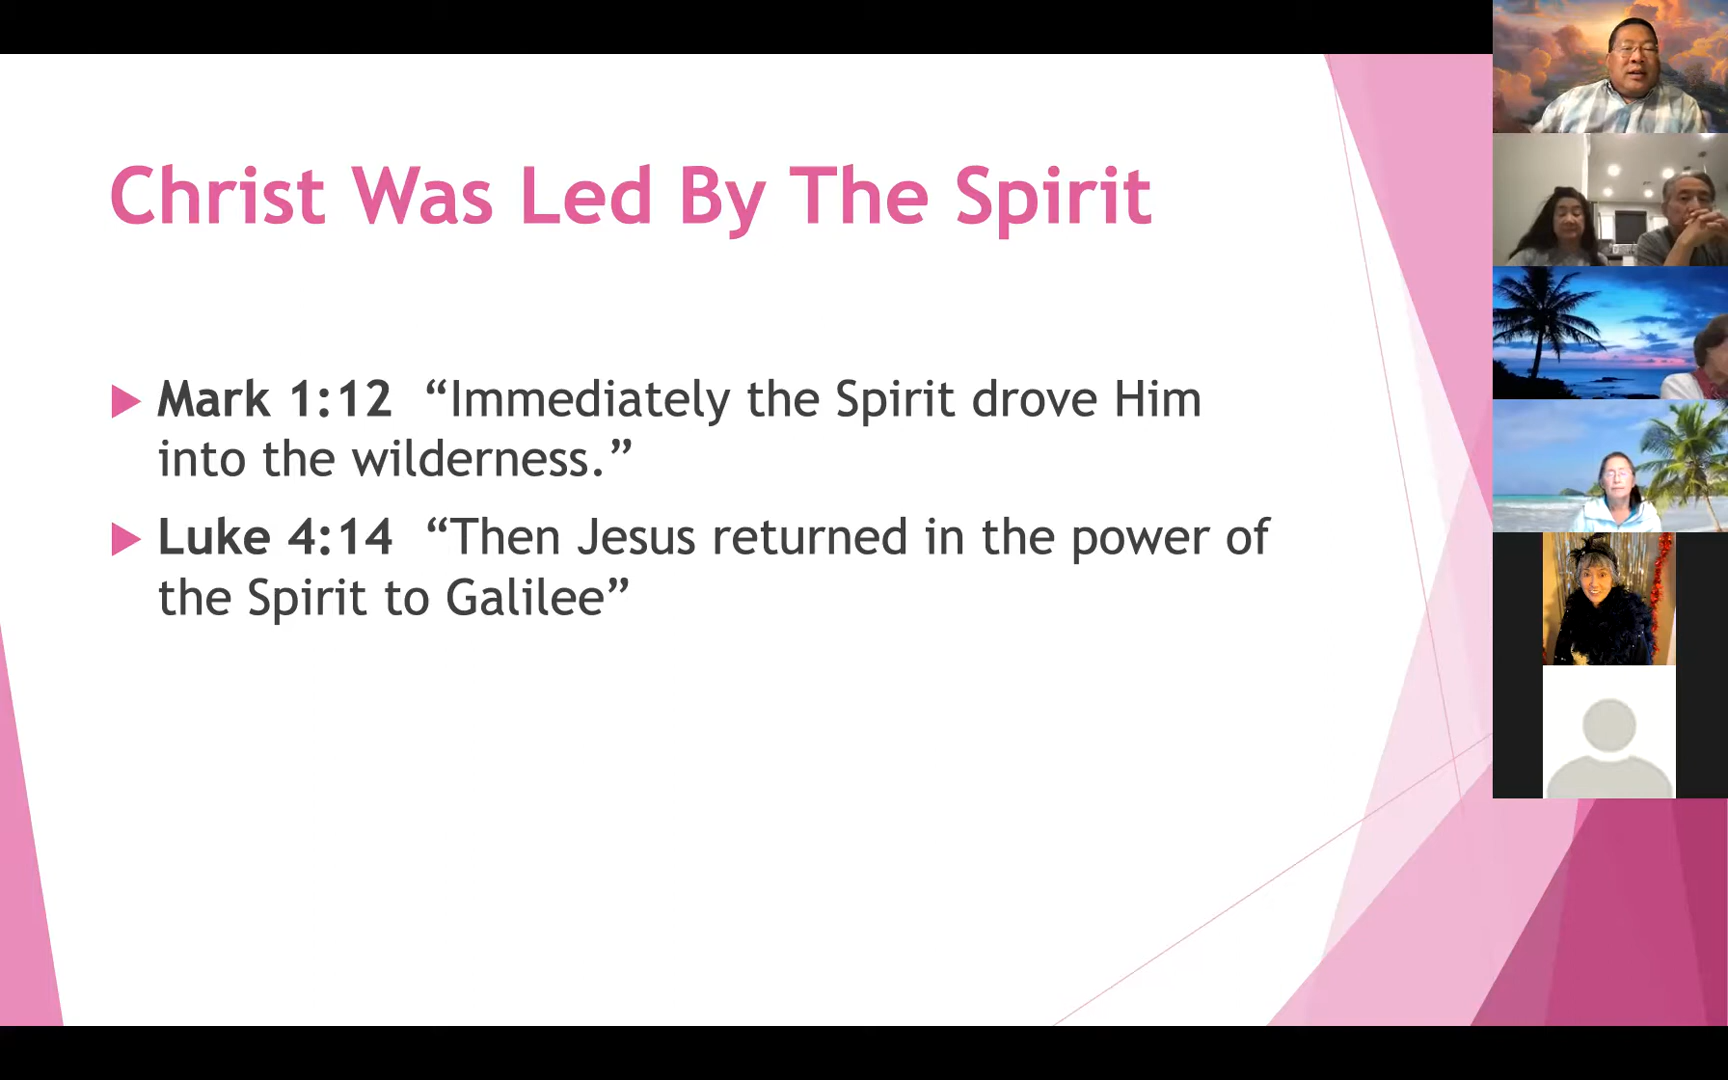 Christ Was Led By The Spirit
Mark 1:12 “Immediately the Spirit drove Him
into the wilderness.”
Luke 4:14 “Then Jesus returned in the power of
the Spirit to Galilee”